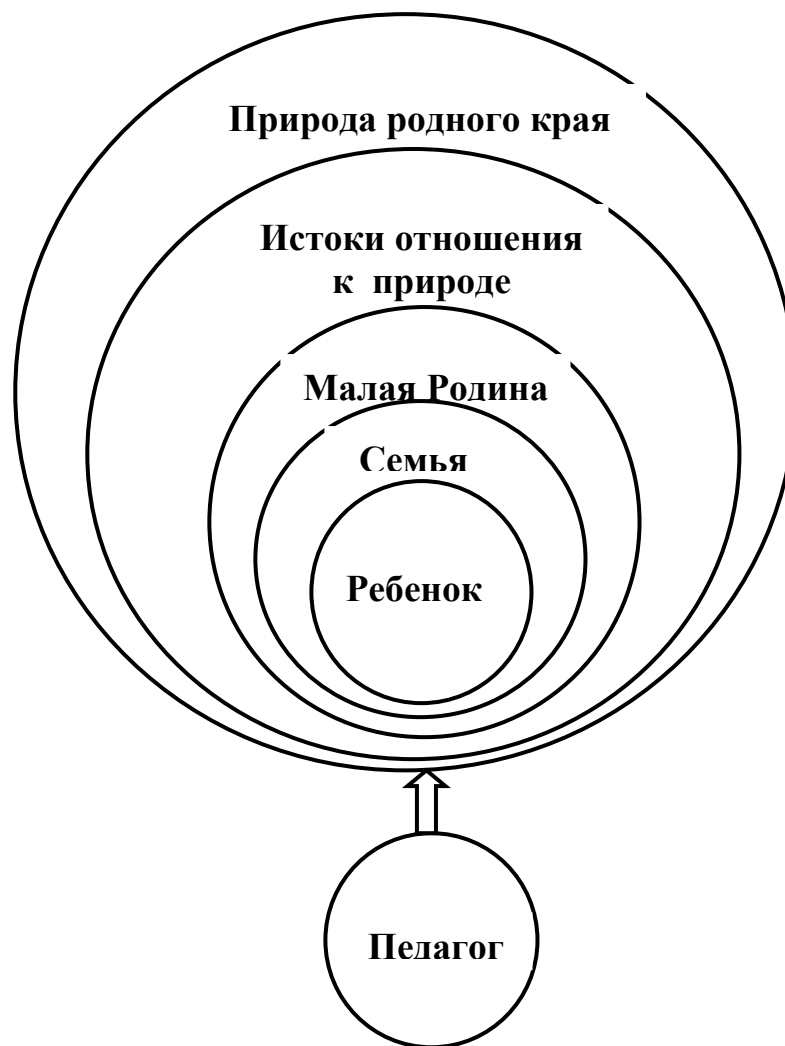 Природа родного края
Истоки отношения
к природе
Малая Родина
Семья
Ребенок
Педагог